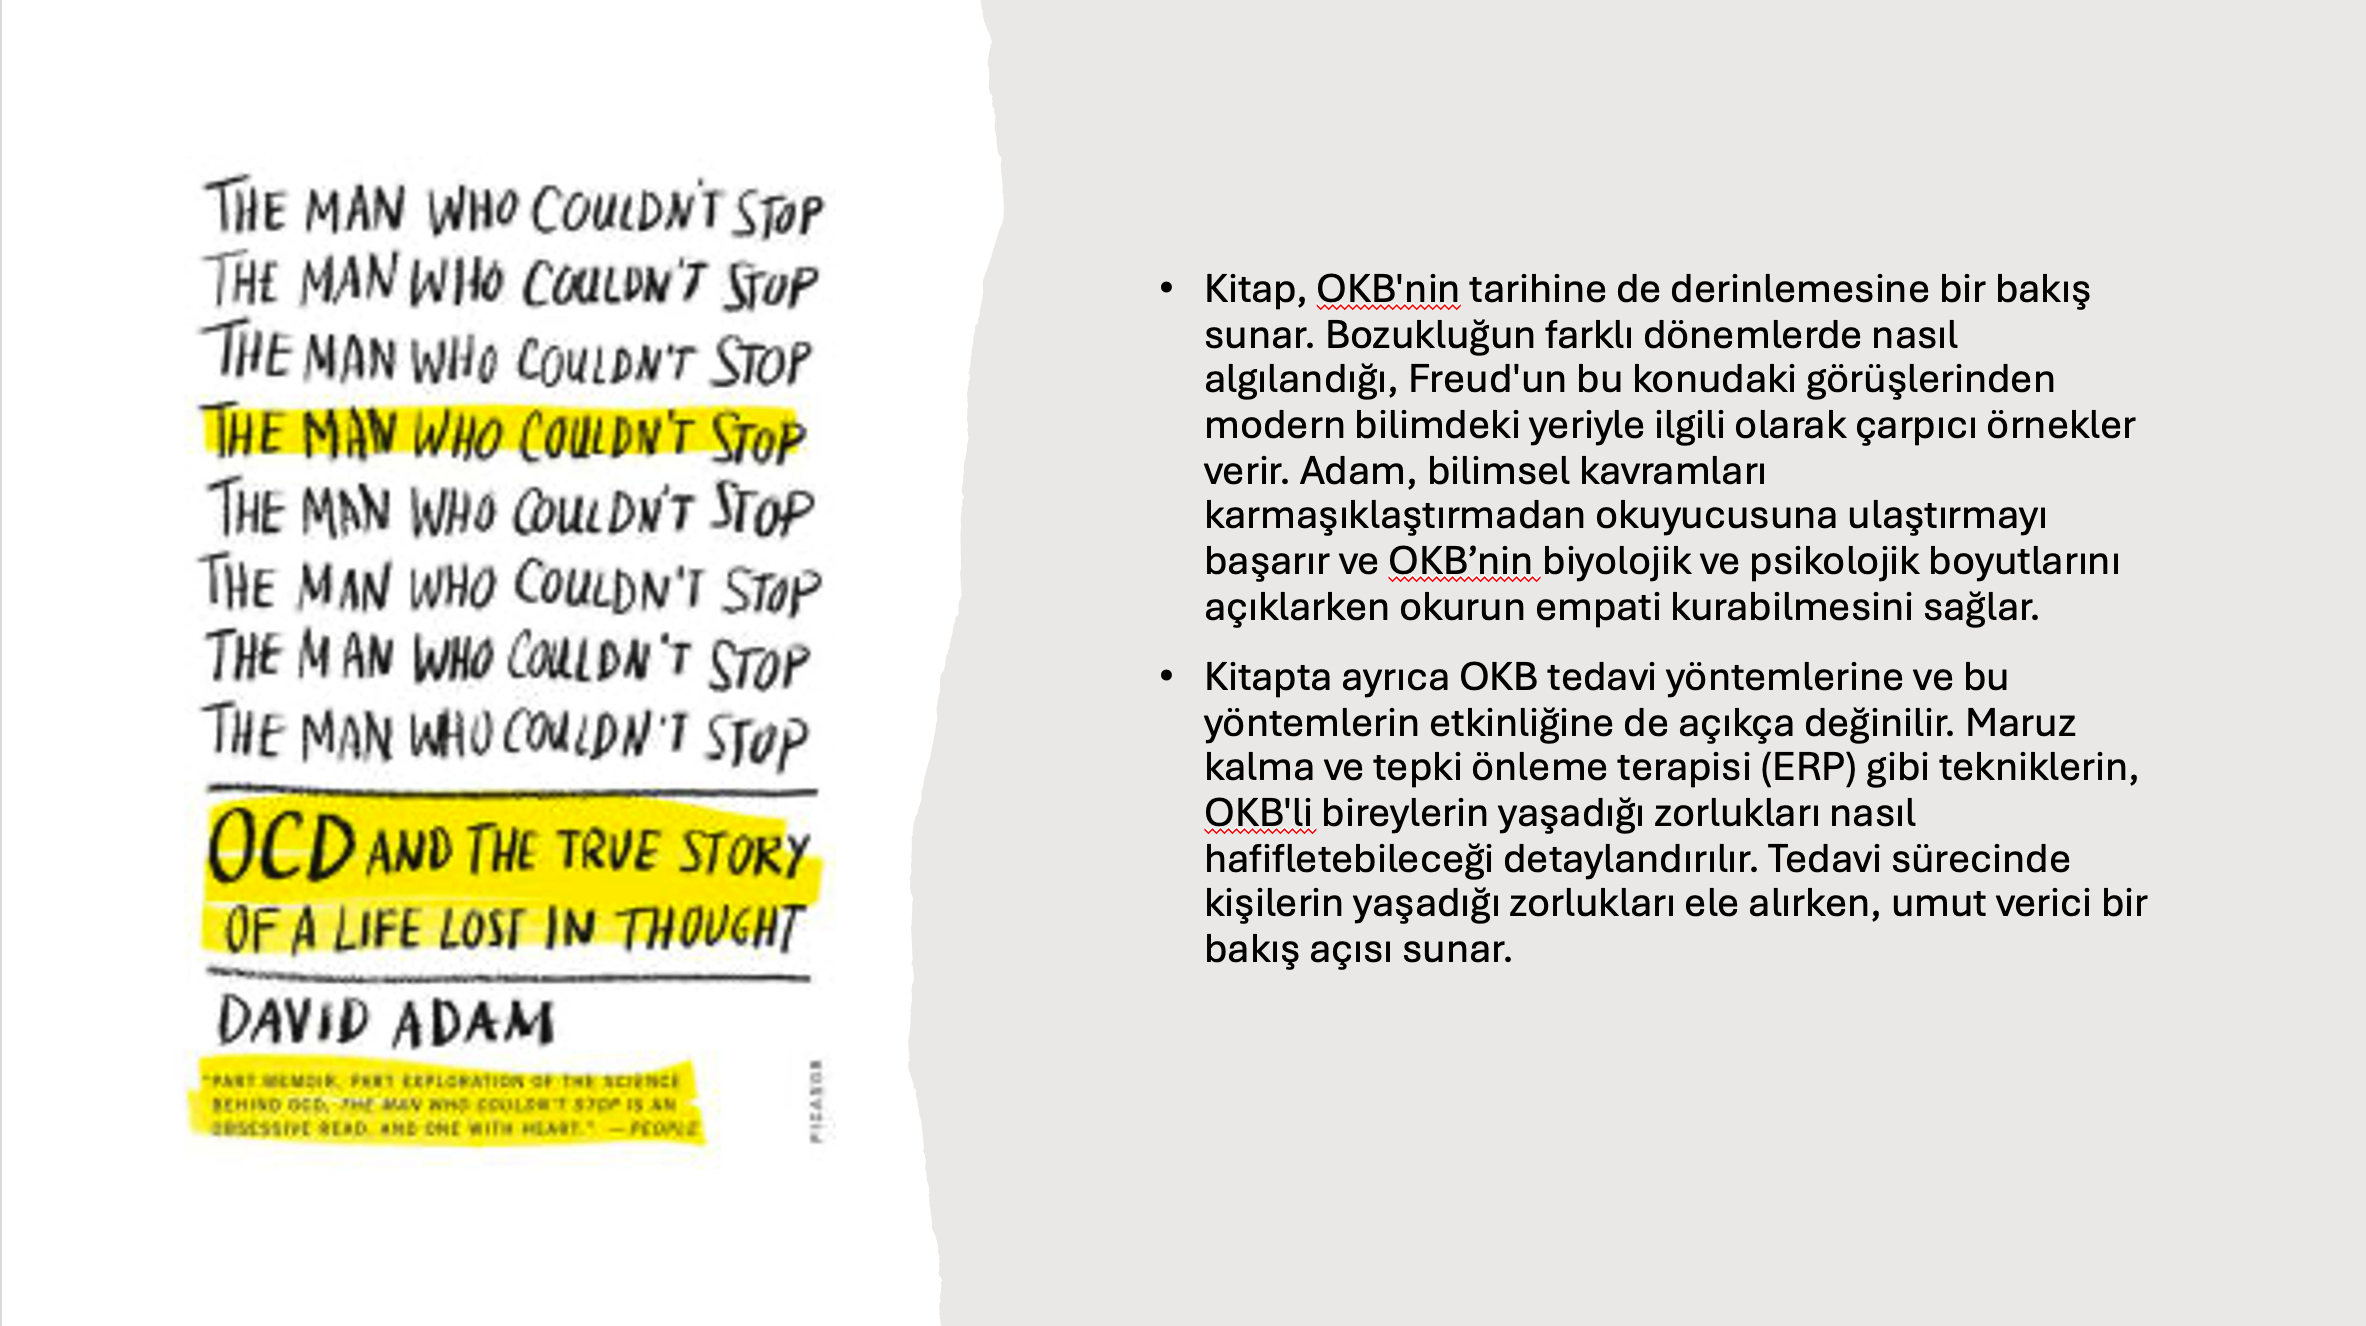 THE MAN WHO COULDN'T STOP
THE MAN WHO COULDN'T STOP
THE MAN WHO COULDN'T STOP
THE MAN WHO COULDN'T STOP
THE MAN WHO COULDN'T STOP
THE MAN WHO COULDN'T STOP
THE MAN WHO COULDN'T STOP
THE MAN WHO COULDN'T STOP
OCD AND THE TRUE STORY
OF A LIFE LOST IN THOUGHT
DAVID ADAM
"PART MEMOIR, PART EXPLORATION OF THE SCIENCE
BEHIND OCD, THE MAN WHO COULDN'T STOP IS AN
OBSESSIVE READ, AND ONE WITH HEART." —PEOPLE
PICADOR
• Kitap, OKB'nin tarihine de derinlemesine bir bakış
sunar. Bozukluğun farklı dönemlerde nasıl
algılandığı, Freud'un bu konudaki görüşlerinden
modern bilimdeki yeriyle ilgili olarak çarpıcı örnekler
verir. Adam, bilimsel kavramları
karmaşıklaştırmadan okuyucusuna ulaştırmayı
başarır ve OKB’nin biyolojik ve psikolojik boyutlarını
açıklarken okurun empati kurabilmesini sağlar.
• Kitapta ayrıca OKB tedavi yöntemlerine ve bu
yöntemlerin etkinliğine de açıkça değinilir. Maruz
kalma ve tepki önleme terapisi (ERP) gibi tekniklerin,
OKB'li bireylerin yaşadığı zorlukları nasıl
hafifletebileceği detaylandırılır. Tedavi sürecinde
kişilerin yaşadığı zorlukları ele alırken, umut verici bir
bakış açısı sunar.